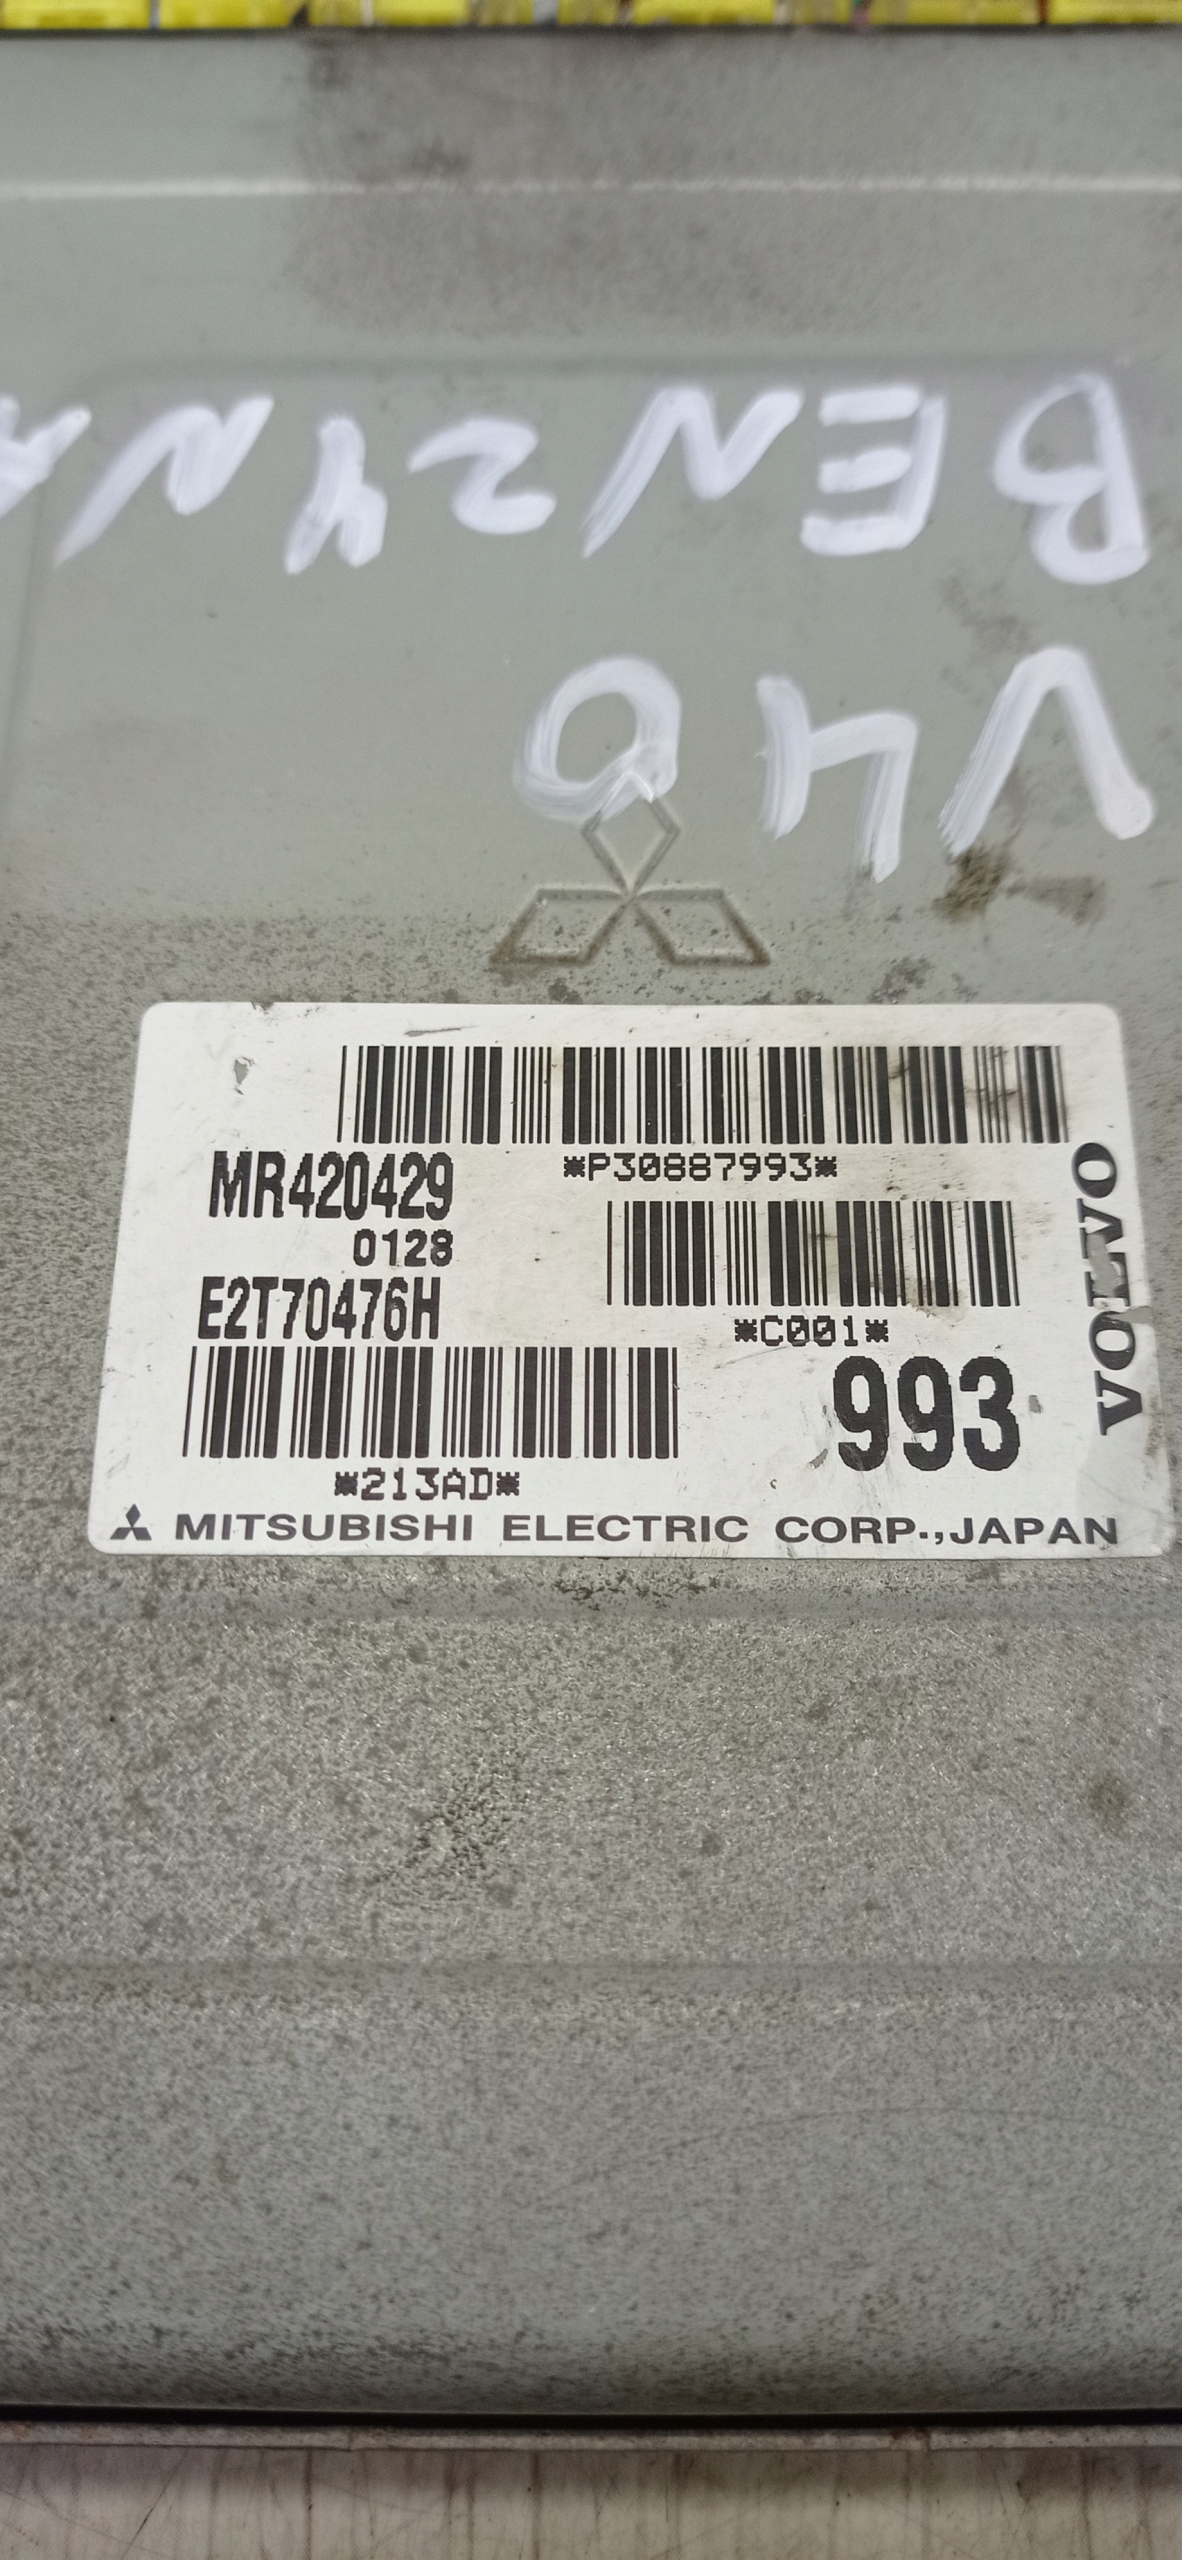 V40
BENZYNA
MR420429
*P30887993*
0128
E2T70476H
*C001*
993
*213AD*
VOLVO
MITSUBISHI ELECTRIC CORP.,JAPAN